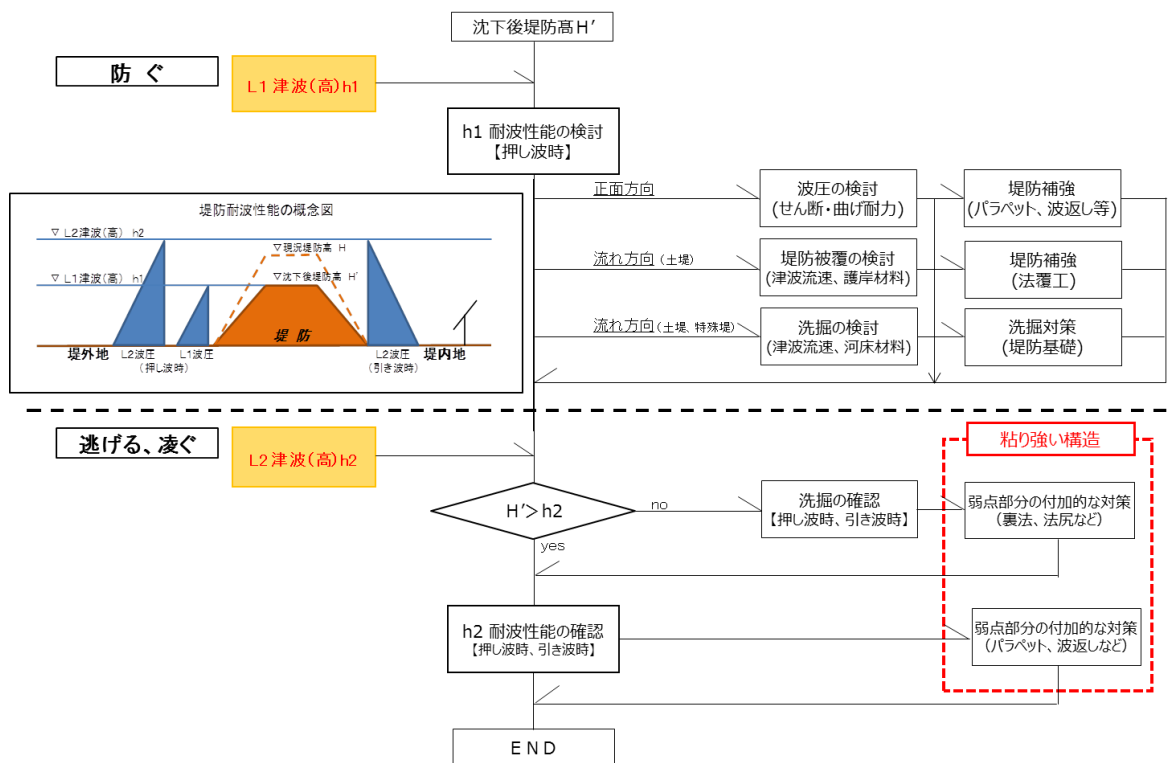 沈下後堤防高H’
防 ぐ
L1 津波(高)h1
h1 耐波性能の検討
【押し波時】
正面方向
波圧の検討
(せん断・曲げ耐力)
堤防補強
(パラペット、波返し等)
流れ方向(土堤)
堤防被覆の検討
(津波流速、護岸材料)
堤防補強
(法覆工)
流れ方向(土堤、特殊堤)
洗掘の検討
(津波流速、河床材料)
洗掘対策
(堤防基礎)
堤防耐波性能の概念図
▽ L2津波(高) h2
▽現況堤防高 H
▽ L1津波(高) h1
▽沈下後堤防高 H’
堤 防
堤外地
L2波圧
(押し波時)
L1波圧
L2波圧
(引き波時)
堤内地
逃げる、凌ぐ
L2 津波(高)h2
粘り強い構造
H’>h2
no
yes
洗掘の確認
【押し波時、引き波時】
弱点部分の付加的な対策
(裏法、法尻など)
h2 耐波性能の確認
【押し波時、引き波時】
弱点部分の付加的な対策
(パラペット、波返しなど)
END